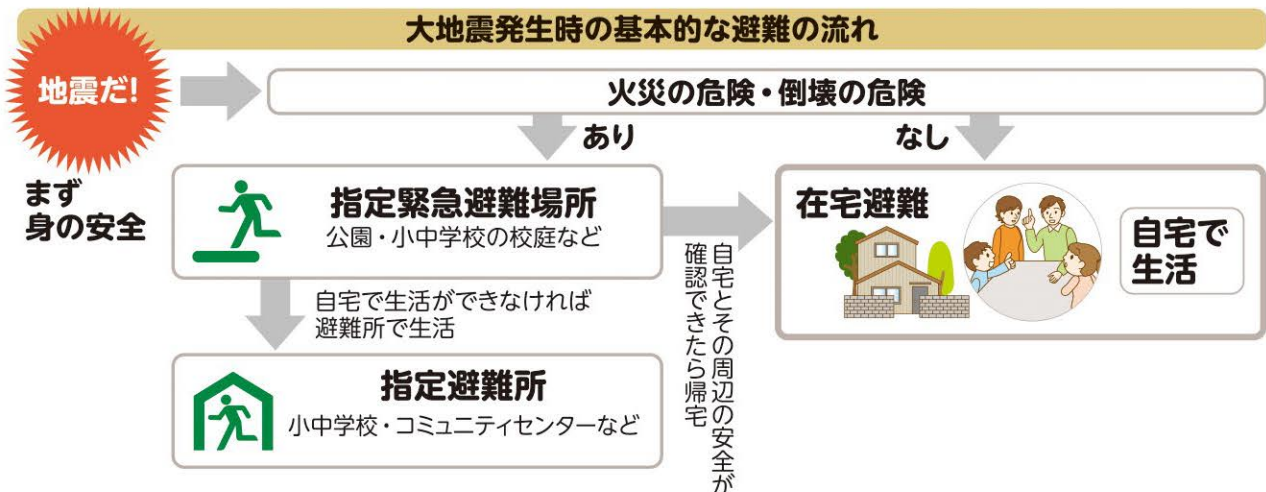 大地震発生時の基本的な避難の流れ
地震だ!
まず
身の安全
火災の危険・倒壊の危険
あり
なし
指定緊急避難場所
公園・小中学校の校庭など
自宅で生活ができなければ
避難所で生活
指定避難所
小中学校・コミュニティセンターなど
自宅とその周辺の安全が
確認できたら帰宅
在宅避難
自宅で
生活